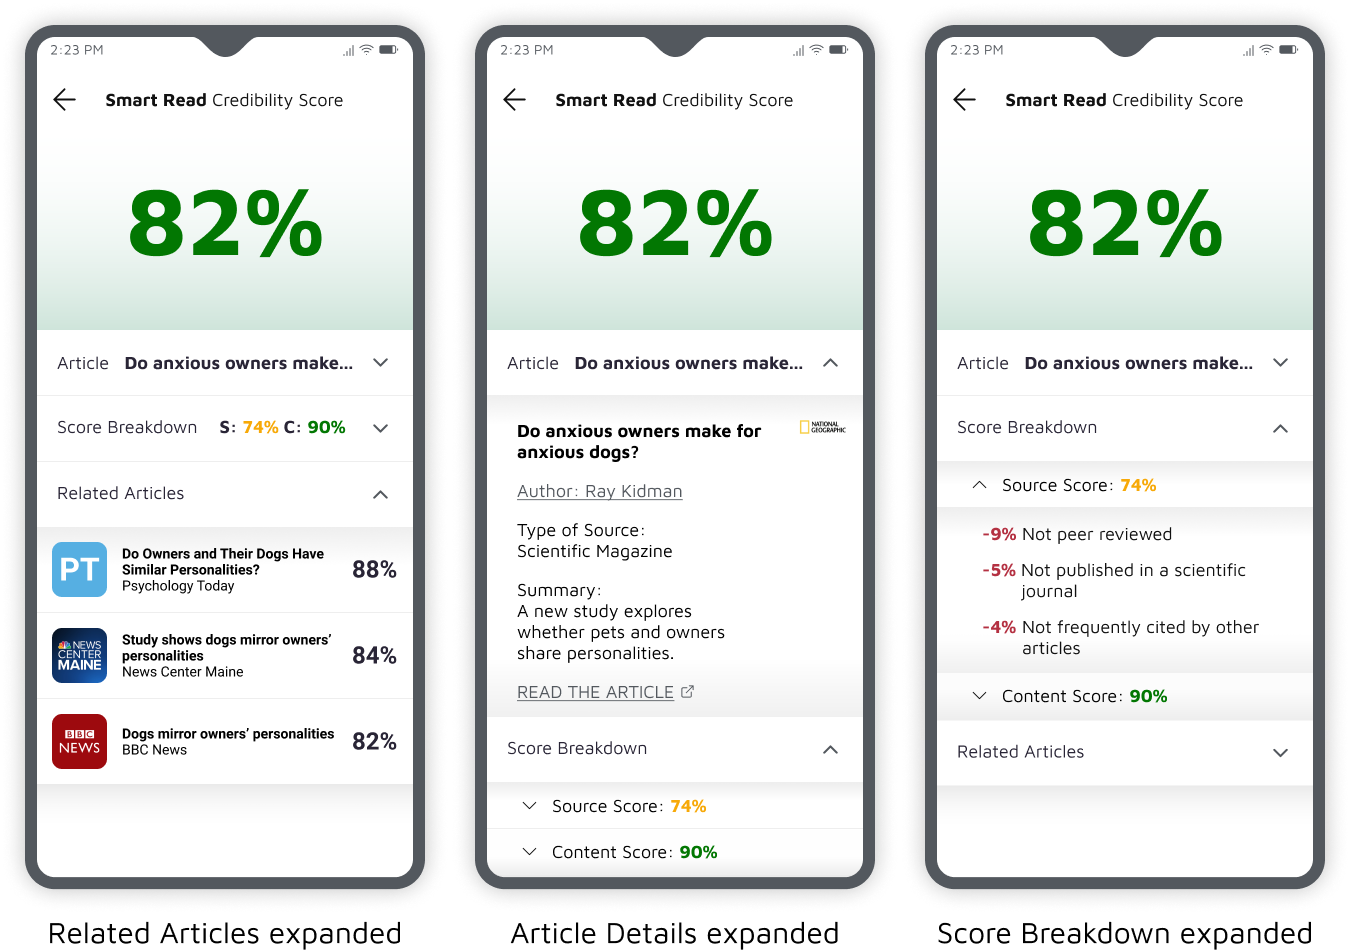 2:23 PM
Smart Read Credibility Score
82%
Article Do anxious owners make...
Score Breakdown S: 74% C: 90%
Related Articles
PT
Do Owners and Their Dogs Have
Similar Personalities?
Psychology Today
88%
NEWS
CENTER
MAINE
Study shows dogs mirror owners’
personalities
News Center Maine
84%
BBC
NEWS
Dogs mirror owners’ personalities
BBC News
82%
Related Articles expanded
2:23 PM
Smart Read Credibility Score
82%
Article Do anxious owners make...
Do anxious owners make for
anxious dogs?
NATIONAL
GEOGRAPHIC
Author: Ray Kidman
Type of Source:
Scientific Magazine
Summary:
A new study explores
whether pets and owners
share personalities.
READ THE ARTICLE
Score Breakdown
Source Score: 74%
Content Score: 90%
Article Details expanded
2:23 PM
Smart Read Credibility Score
82%
Article Do anxious owners make...
Score Breakdown
Source Score: 74%
-9% Not peer reviewed
-5% Not published in a scientific
journal
-4% Not frequently cited by other
articles
Content Score: 90%
Related Articles
Score Breakdown expanded